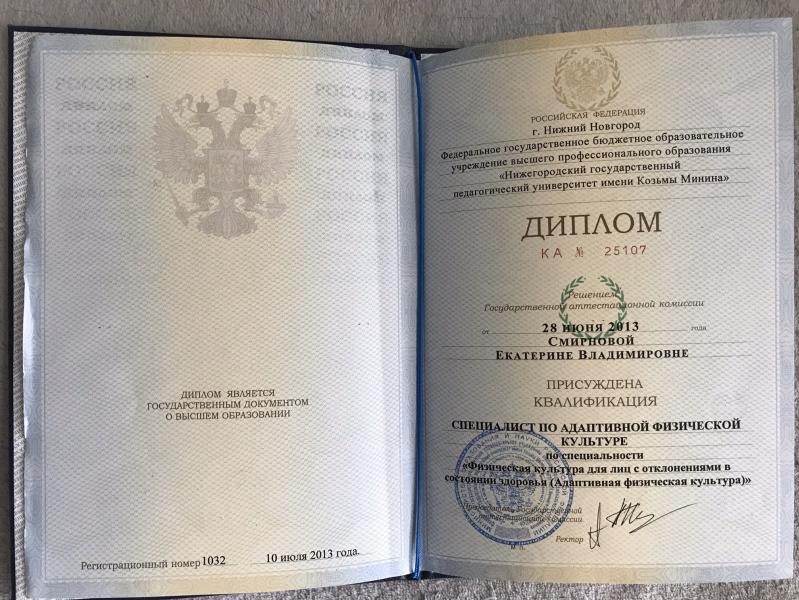 РОССИЯ
РОССИЯ
ДИПЛОМ ЯВЛЯЕТСЯ
ГОСУДАРСТВЕННЫМ ДОКУМЕНТОМ
О ВЫСШЕМ ОБРАЗОВАНИИ
Регистрационный номер 1032 10 июля 2013 года.
РОССИЙСКАЯ ФЕДЕРАЦИЯ
г. Нижний Новгород
Федеральное государственное бюджетное образовательное
учреждение высшего профессионального образования
«Нижегородский государственный
педагогический университет имени Козьмы Минина»
ДИПЛОМ
КА № 25107
Решением
Государственной аттестационной комиссии
от 28 июня 2013 года
Смирновой
Екатерине Владимировне
ПРИСУЖДЕНА
КВАЛИФИКАЦИЯ
СПЕЦИАЛИСТ ПО АДАПТИВНОЙ ФИЗИЧЕСКОЙ
КУЛЬТУРЕ
по специальности
«Физическая культура для лиц с отклонениями в
состоянии здоровья (Адаптивная физическая культура)»
Председатель Государственной
аттестационной комиссии
Ректор
М.П.